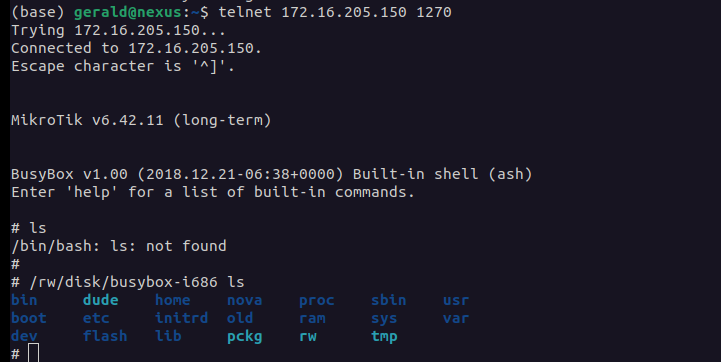 (base) gerald@nexus:~$ telnet 172.16.205.150 1270
Trying 172.16.205.150...
Connected to 172.16.205.150.
Escape character is '^]'.
MikroTik v6.42.11 (long-term)
BusyBox v1.00 (2018.12.21-06:38+0000) Built-in shell (ash)
Enter 'help' for a list of built-in commands.
# ls
/bin/bash: ls: not found
#
# /rw/disk/busybox-i686 ls
bin dude home nova proc sbin usr
boot etc initrd old ram sys var
dev flash lib pckg rw tmp
#